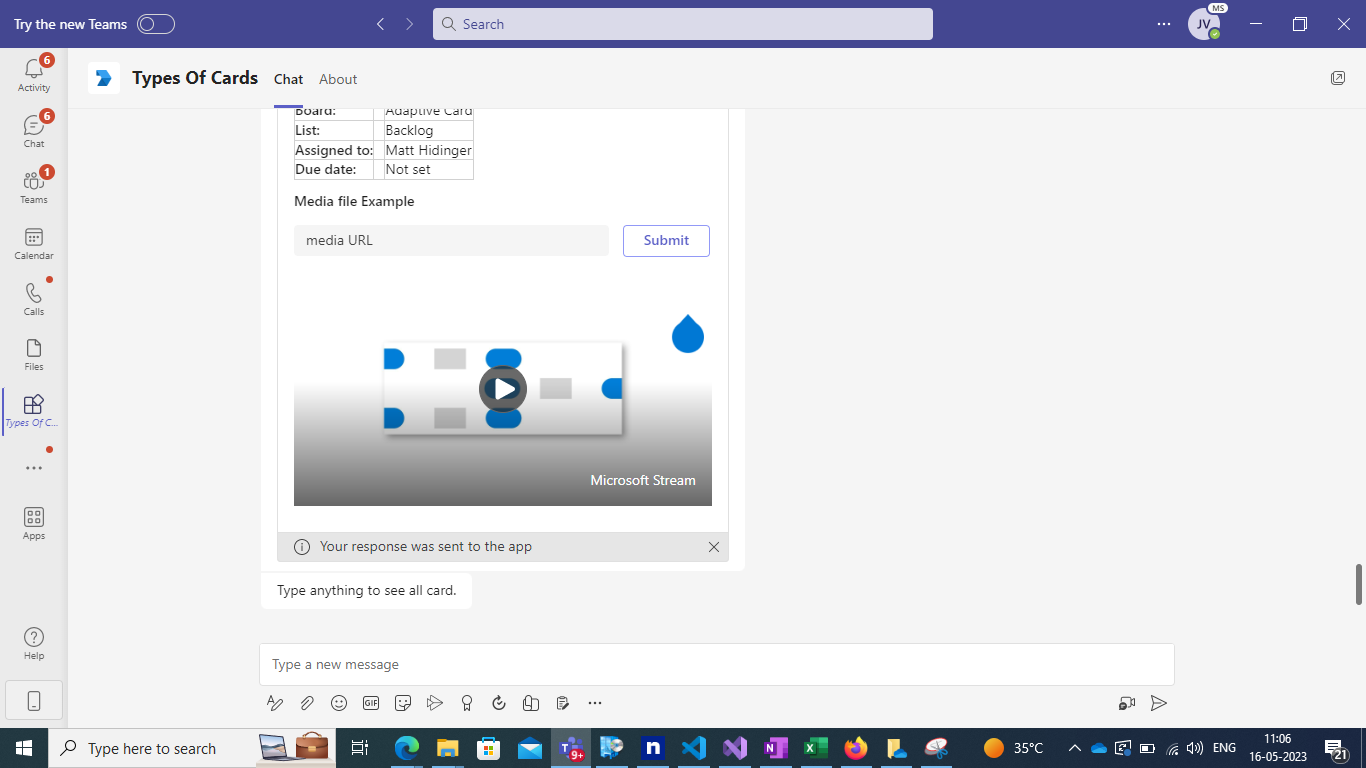 Try the new Teams
Search
JV
MS
6
Activity
6
Chat
1
Teams
Calendar
Calls
Files
Types Of C...
Apps
Help
Types Of Cards
Chat
About
Board: Adaptive Card
List: Backlog
Assigned to: Matt Hidinger
Due date: Not set
Media file Example
media URL
Submit
Microsoft Stream
Your response was sent to the app
Type anything to see all card.
Type a new message
GIF
Type here to search
9+
n
35°C
ENG
11:06
16-05-2023
21